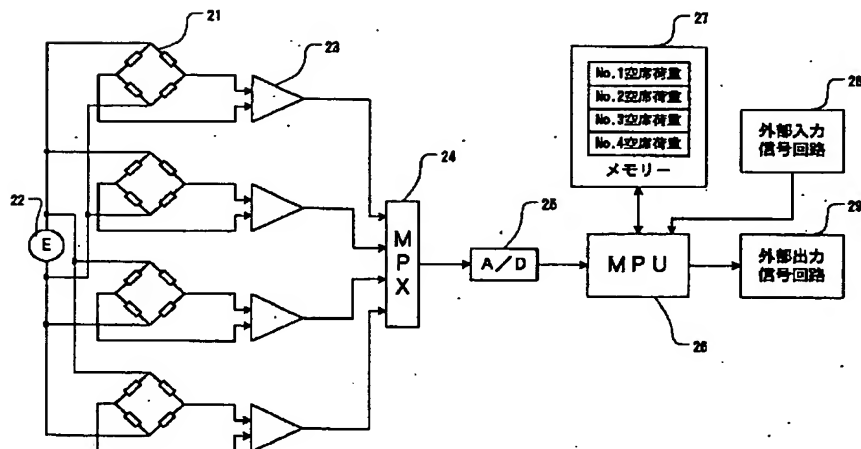 21
23
27
No.1空席荷重
No.2空席荷重
No.3空席荷重
No.4空席荷重
メモリー
28
外部入力
信号回路
24
22
E
MPX
25
A/D
MPU
29
外部出力
信号回路
26